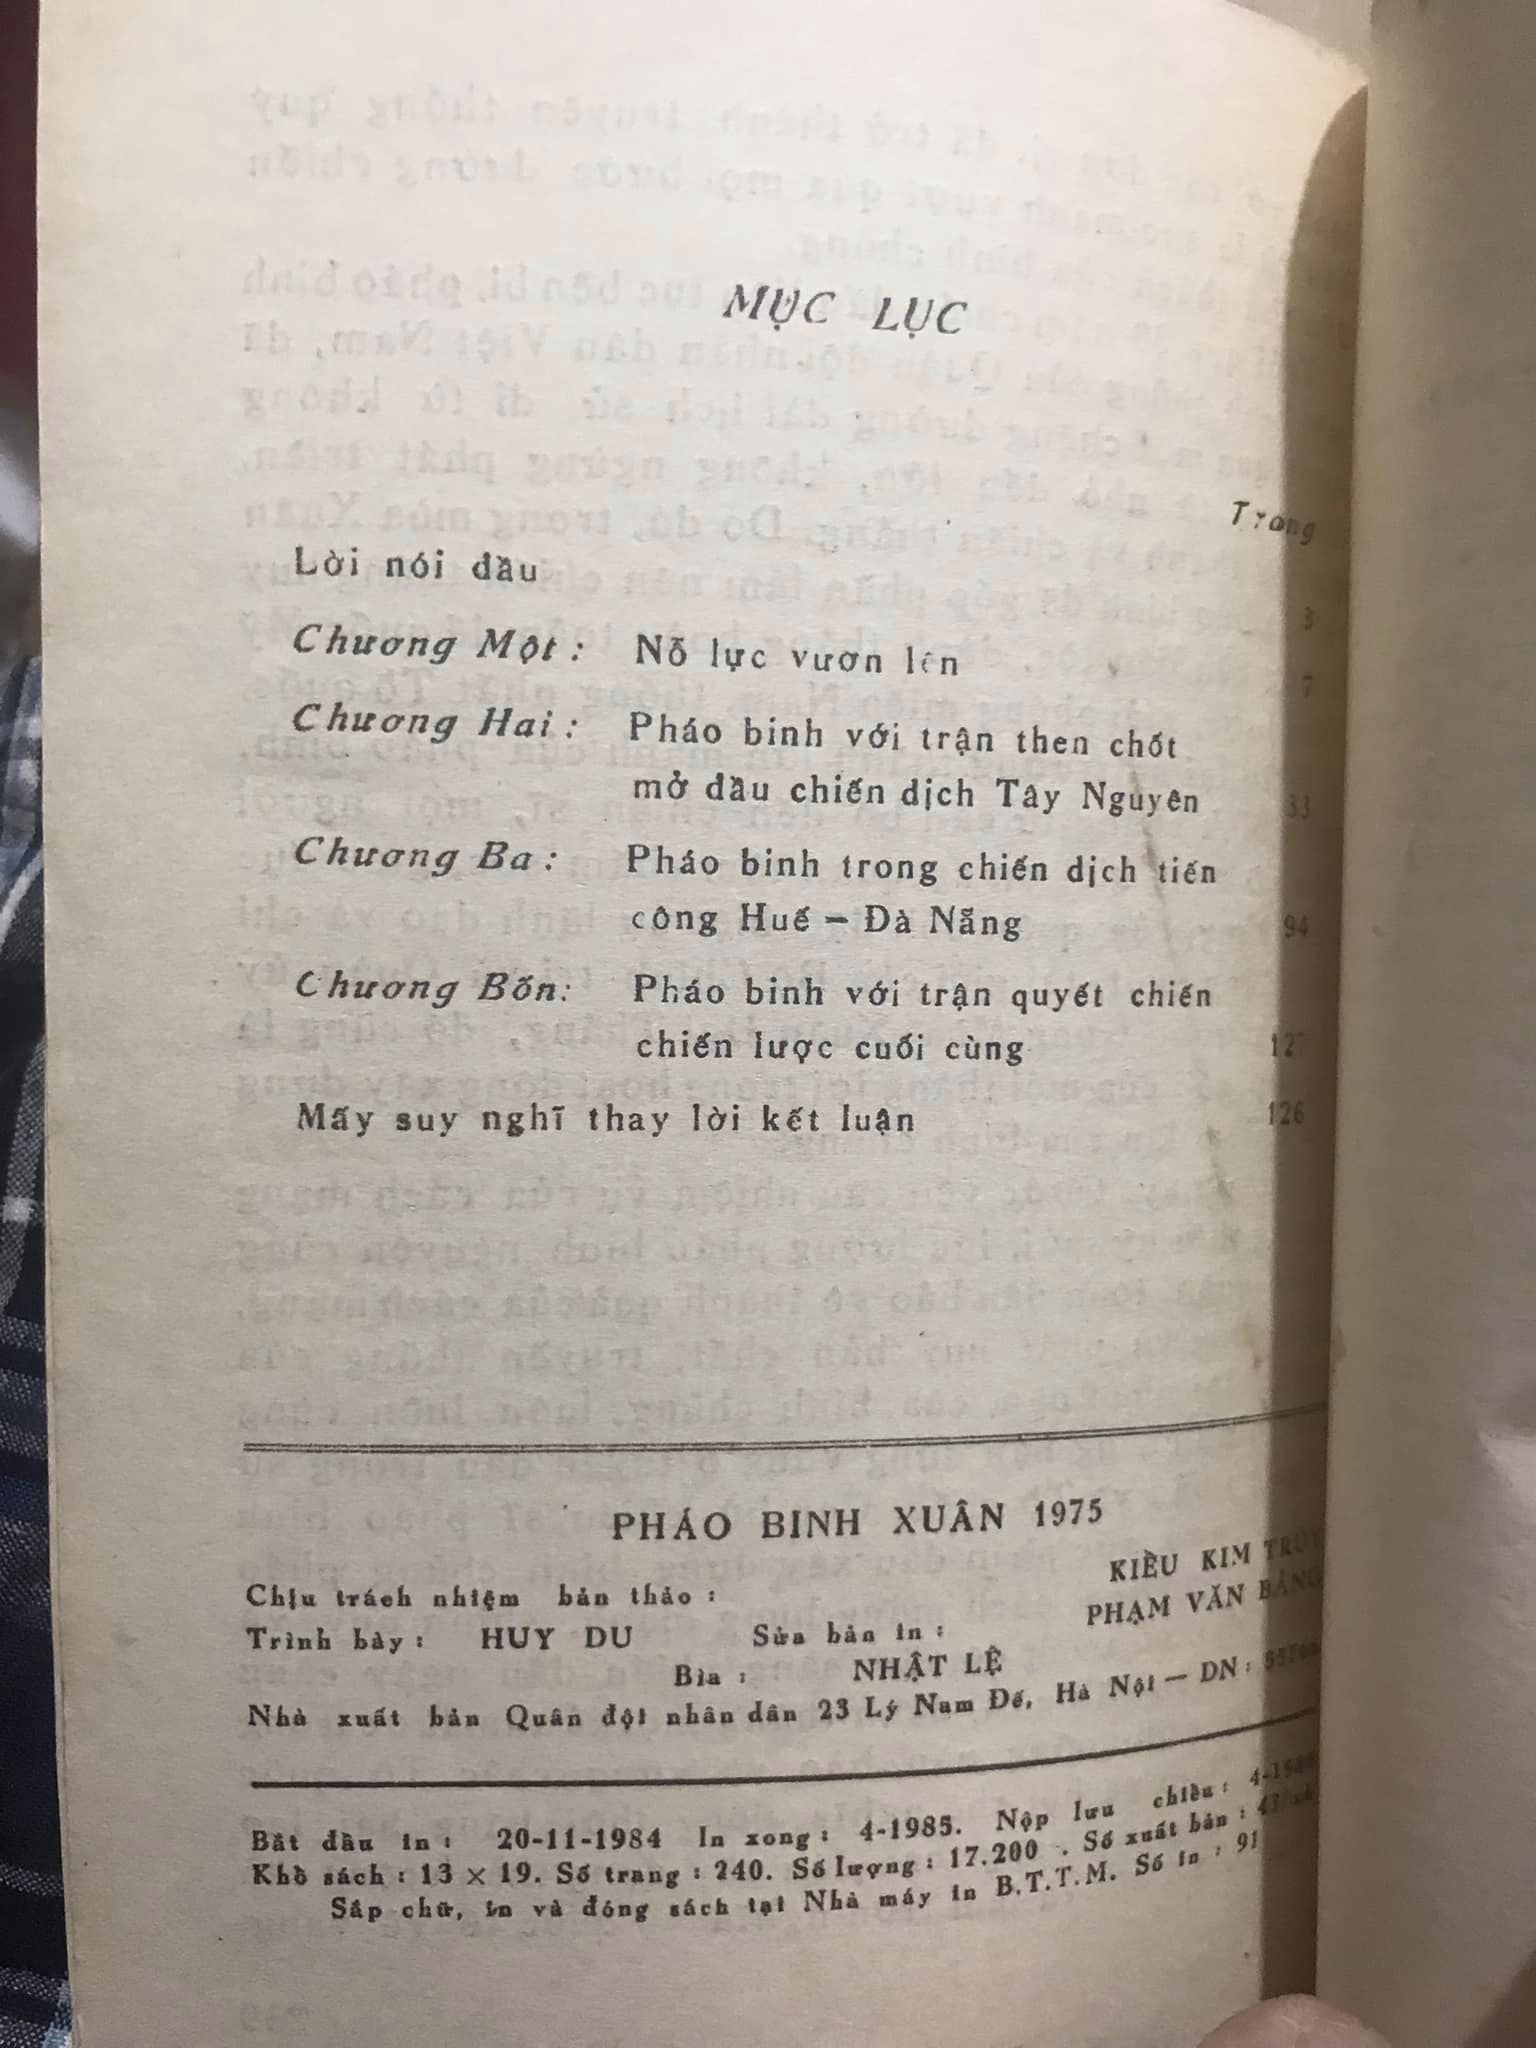 MỤC LỤC
Trang
Lời nói đầu 3
Chương Một : Nỗ lực vươn lên 7
Chương Hai : Pháo binh với trận then chốt
mở đầu chiến dịch Tây Nguyên 33
Chương Ba : Pháo binh trong chiến dịch tiến
công Huế — Đà Nẵng 94
Chương Bốn: Pháo binh với trận quyết chiến
chiến lược cuối cùng 127
Mấy suy nghĩ thay lời kết luận 126
PHÁO BINH XUÂN 1975
Chịu trách nhiệm bản thảo : KIỀU KIM
PHẠM VĂN BẢNG
Trình bày : HUY DU Sửa bản in :
Bìa : NHẬT LỆ
Nhà xuất bản Quân đội nhân dân 23 Lý Nam Đế, Hà Nội — DN :
Bắt đầu in : 20-11-1984 In xong : 4-1985. Nộp lưu chiểu :
Khổ sách : 13 × 19. Số trang : 240. Số lượng : 17.200 . Số xuất bản :
Sắp chữ, in và đóng sách tại Nhà máy in B.T.T.M. Số in : 91